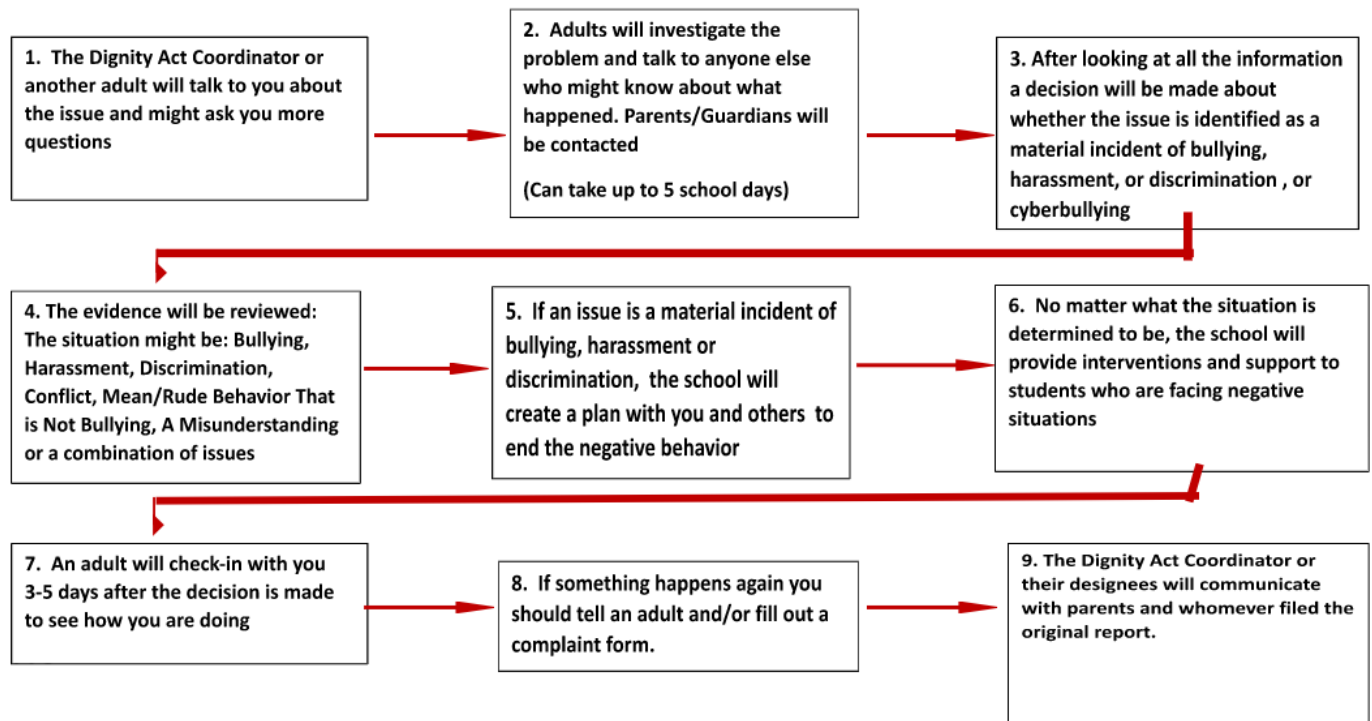 1.  The Dignity Act Coordinator or
another adult will talk to you about
the issue and might ask you more
questions
2.  Adults will investigate the
problem and talk to anyone else
who might know about what
happened. Parents/Guardians will
be contacted
(Can take up to 5 school days)
3. After looking at all the information
a decision will be made about
whether the issue is identified as a
material incident of bullying,
harassment, or discrimination , or
cyberbullying
4. The evidence will be reviewed:
The situation might be: Bullying,
Harassment, Discrimination,
Conflict, Mean/Rude Behavior That
is Not Bullying, A Misunderstanding
or a combination of issues
5.  If an issue is a material incident of
bullying, harassment or
discrimination,  the school will
create a plan with you and others  to
end the negative behavior
6.  No matter what the situation is
determined to be, the school will
provide interventions and support to
students who are facing negative
situations
7.  An adult will check-in with you
3-5 days after the decision is made
to see how you are doing
8.  If something happens again you
should tell an adult and/or fill out a
complaint form.
9. The Dignity Act Coordinator or
their designees will communicate
with parents and whomever filed the
original report.